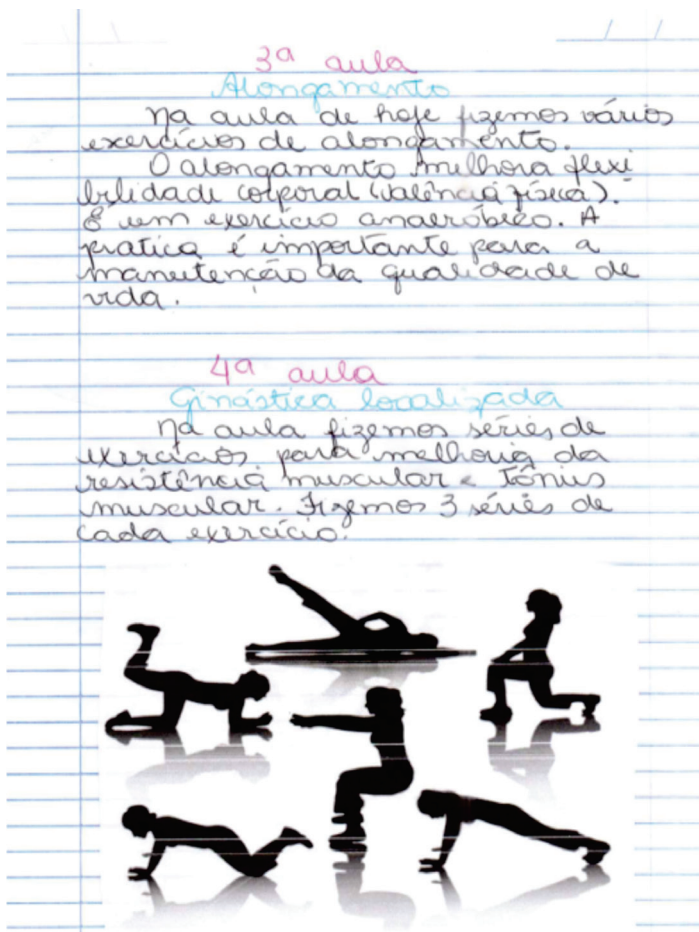 3ª aula
Alongamento
Na aula de hoje fizemos vários
exercícios de alongamento.
O alongamento melhora flexi
bilidade corporal (valência física).
É um exercício anaeróbico. A
pratica é importante para a
manutenção da qualidade de
vida.
4ª aula
Ginástica localizada
Na aula fizemos séries de
exercícios para melhoria da
resistência muscular e tônius
muscular. Fizemos 3 séries de
cada exercício.